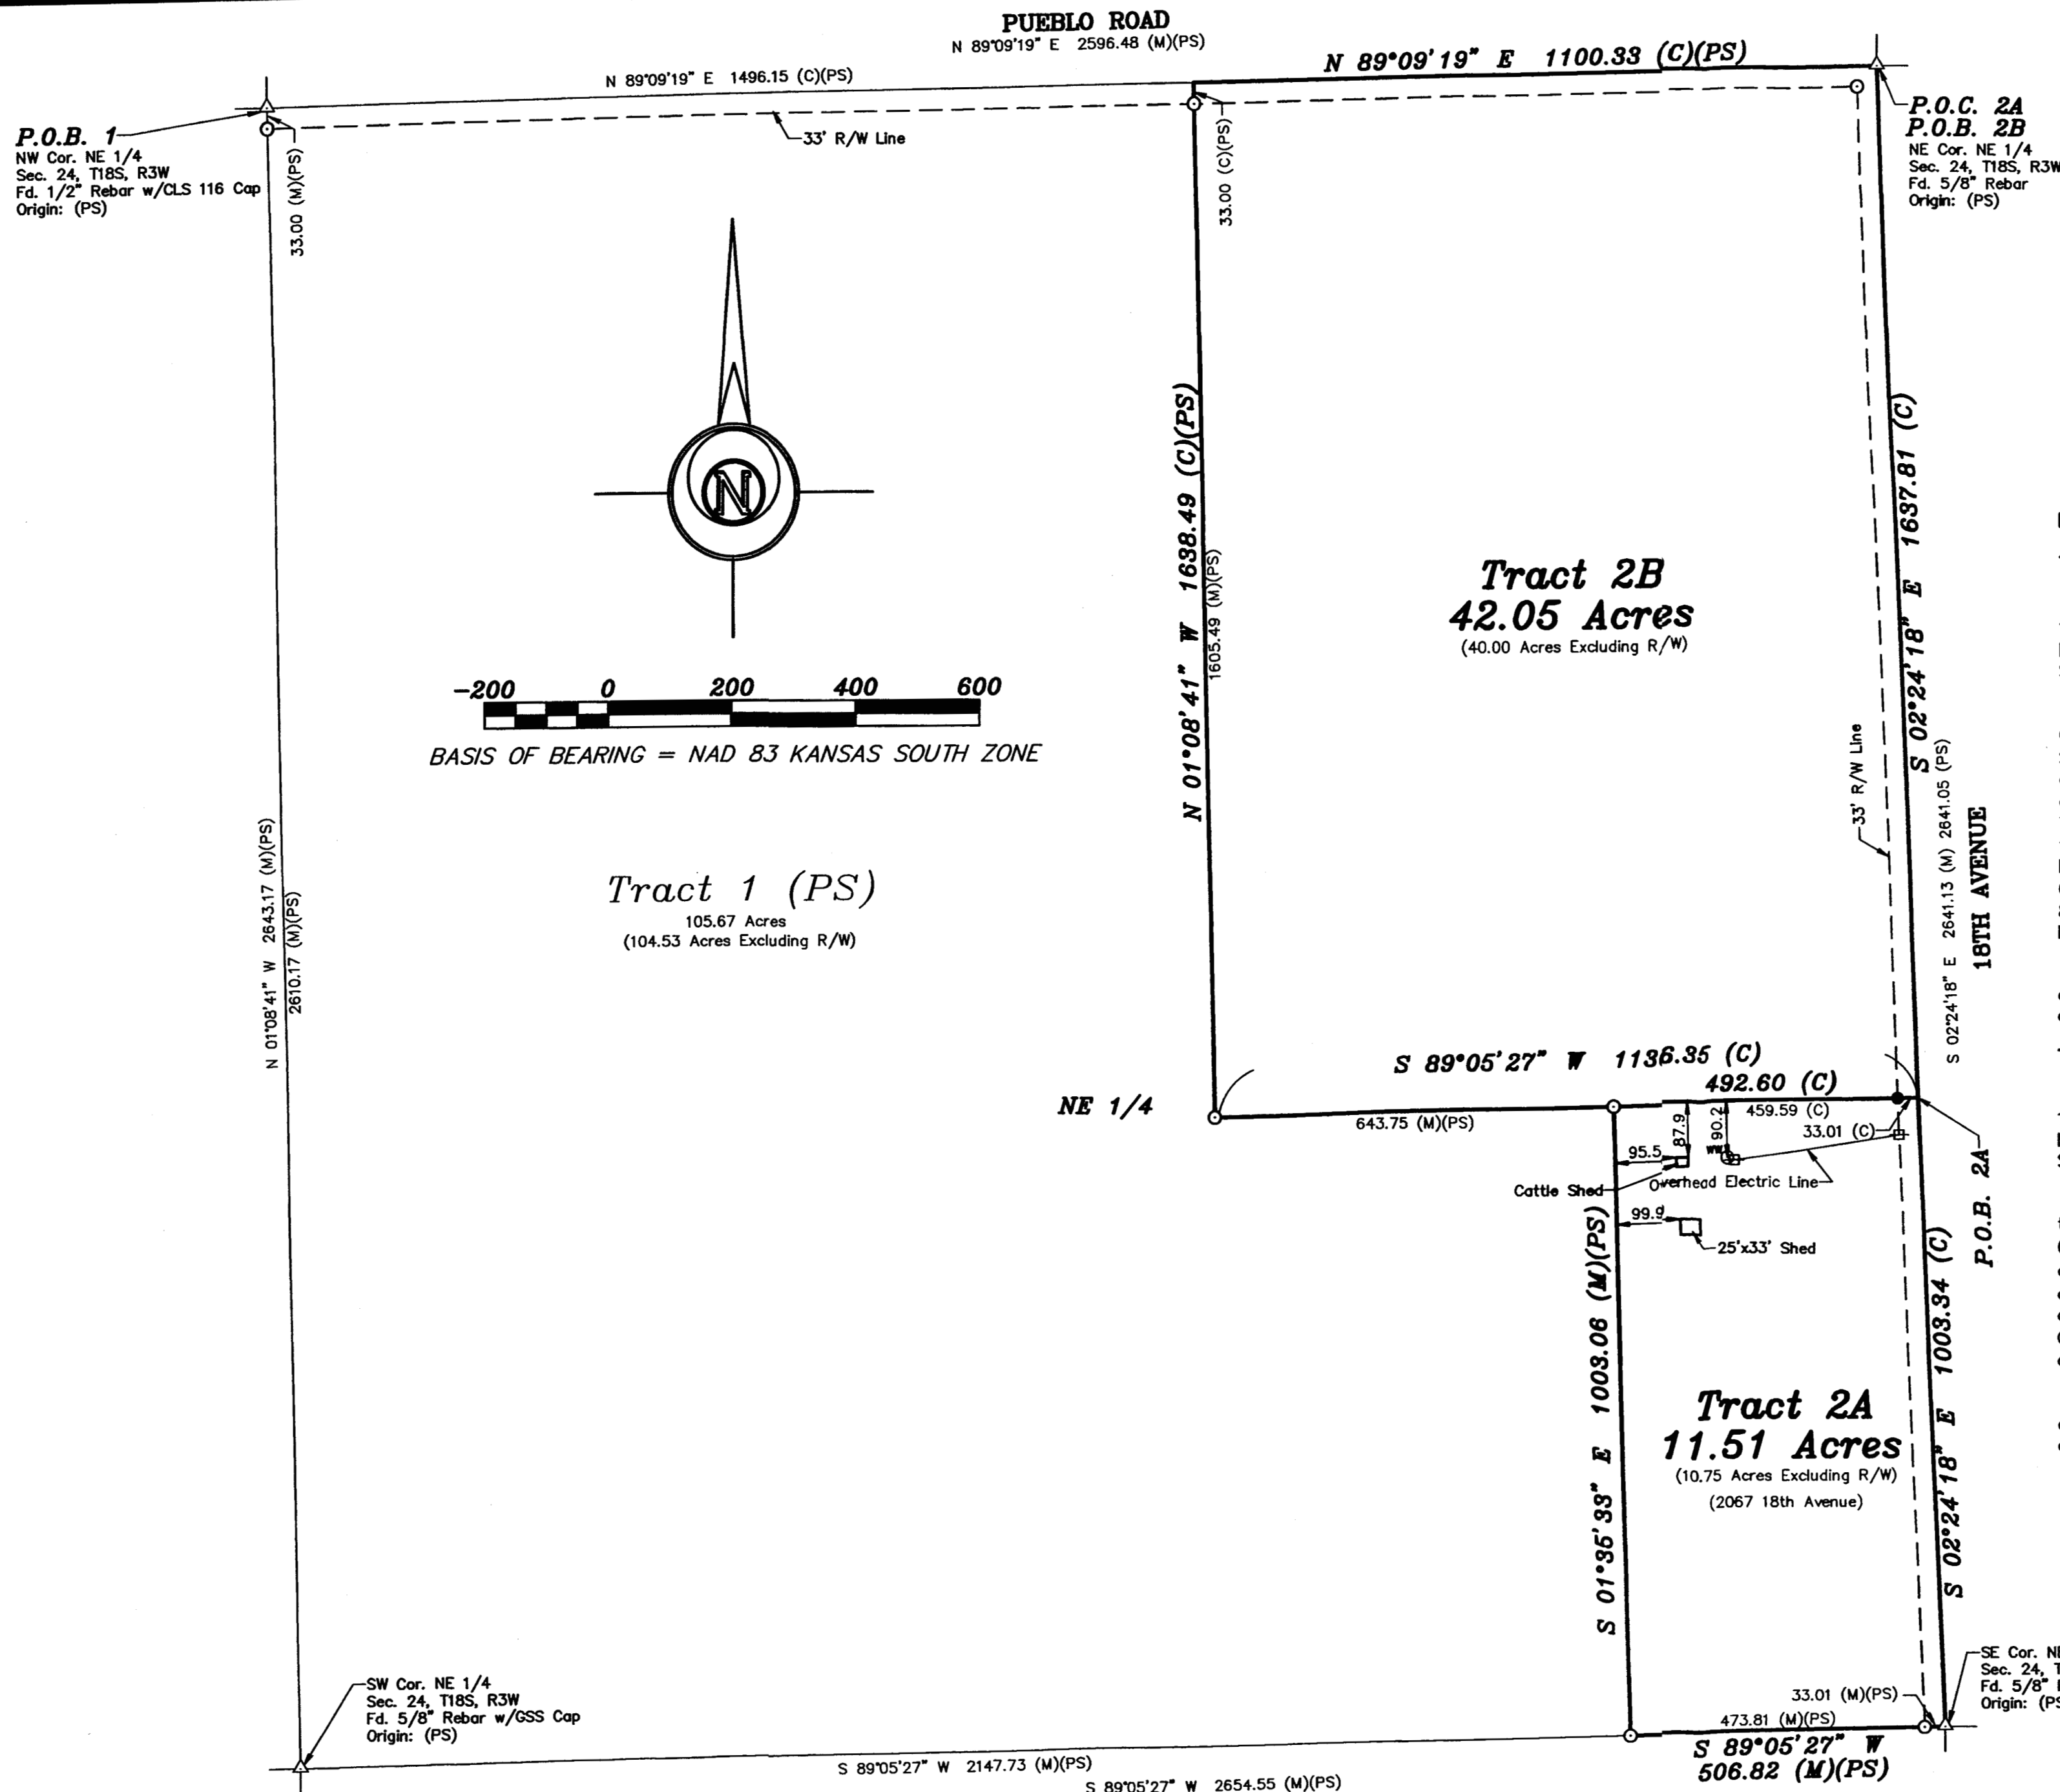 PUEBLO ROAD
N 89°09'19" E 2596.48 (M)(PS)
N 89°09'19" E 1496.15 (C)(PS)
N 89°09'19" E 1100.33 (C)(PS)
P.O.B. 1
NW Cor. NE 1/4
Sec. 24, T18S, R3W
Fd. 1/2" Rebar w/CLS 116 Cap
Origin: (PS)
33.00 (M)(PS)
33' R/W Line
33.00 (C)(PS)
P.O.C. 2A
P.O.B. 2B
NE Cor. NE 1/4
Sec. 24, T18S, R3W
Fd. 5/8" Rebar
Origin: (PS)
N
-200 0 200 400 600
BASIS OF BEARING = NAD 83 KANSAS SOUTH ZONE
N 01°08'41" W 1638.49 (C)(PS)
1605.49 (M)(PS)
Tract 2B
42.05 Acres
(40.00 Acres Excluding R/W)
S 02°24'18" E 1637.81 (C)
33' R/W Line
S 02°24'18" E 2641.13 (M) 2641.05 (PS)
18TH AVENUE
N 01°08'41" W 2643.17 (M)(PS)
2610.17 (M)(PS)
Tract 1 (PS)
105.67 Acres
(104.53 Acres Excluding R/W)
NE 1/4
S 89°05'27" W 1136.35 (C)
492.60 (C)
643.75 (M)(PS)
459.59 (C)
33.01 (C)
87.9
90.2
WW
95.5
Cattle Shed
Overhead Electric Line
99.9
25'x33' Shed
P.O.B. 2A
S 01°35'33" E 1003.06 (M)(PS)
S 02°24'18" E 1003.34 (C)
Tract 2A
11.51 Acres
(10.75 Acres Excluding R/W)
(2067 18th Avenue)
SW Cor. NE 1/4
Sec. 24, T18S, R3W
Fd. 5/8" Rebar w/GSS Cap
Origin: (PS)
SE Cor. NE
Sec. 24, T
Fd. 5/8"
Origin: (PS
33.01 (M)(PS)
473.81 (M)(PS)
S 89°05'27" W
506.82 (M)(PS)
S 89°05'27" W 2147.73 (M)(PS)
S 89°05'27" W 2654.55 (M)(PS)